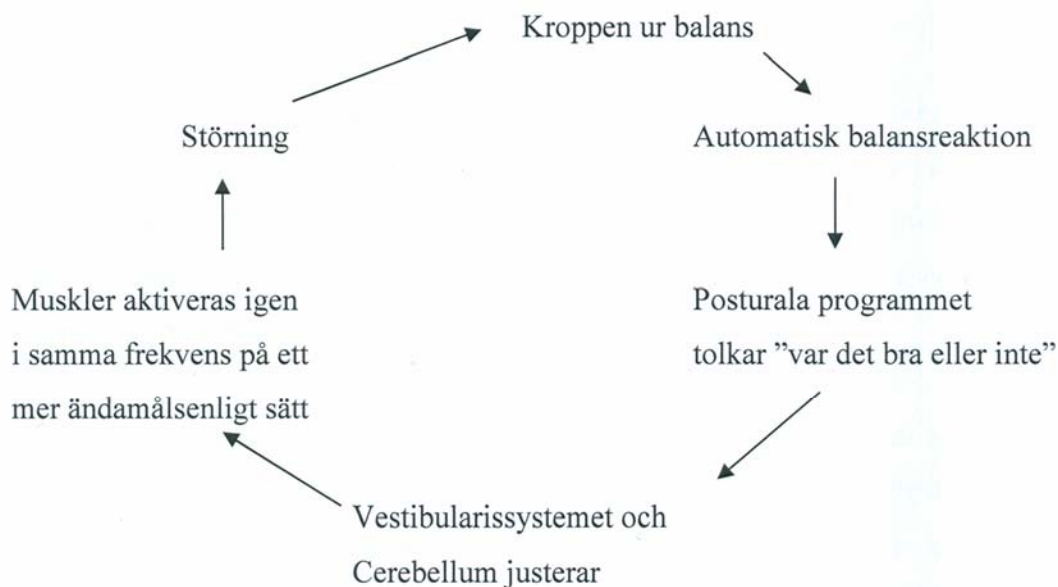 Kroppen ur balans
Störning
Automatisk balansreaktion
Muskler aktiveras igen
i samma frekvens på ett
mer ändamålsenligt sätt
Posturala programmet
tolkar ”var det bra eller inte”
Vestibularissystemet och
Cerebellum justerar